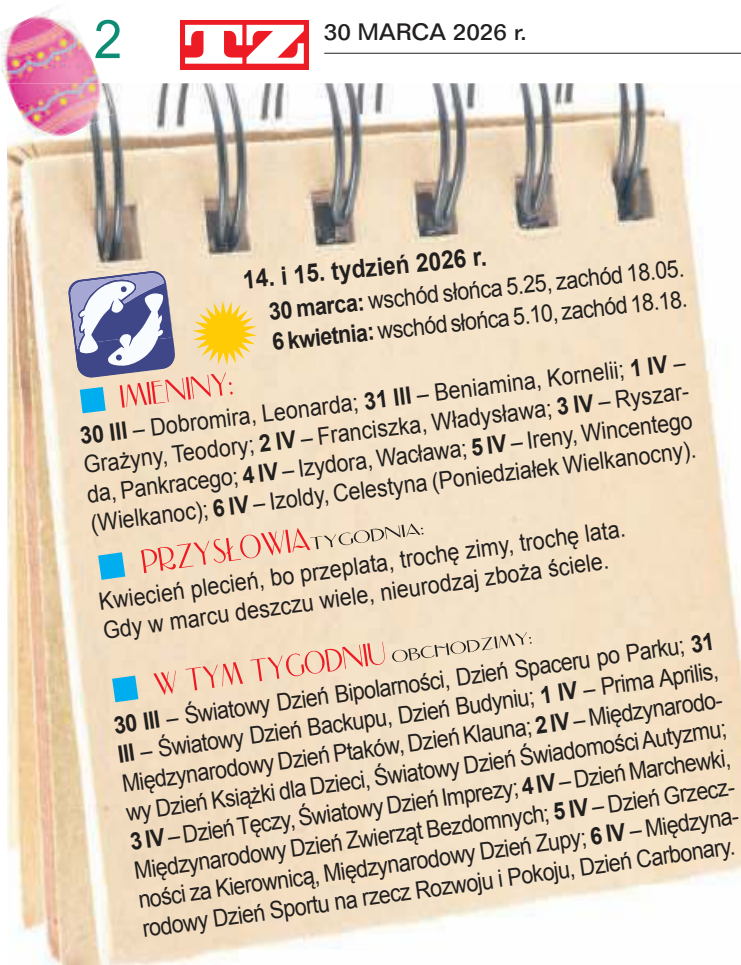 2
TZ
30 MARCA 2026 r.
14. i 15. tydzień 2026 r.
30 marca: wschód słońca 5.25, zachód 18.05.
6 kwietnia: wschód słońca 5.10, zachód 18.18.
IMIENINY:
30 III – Dobromira, Leonarda; 31 III – Beniamina, Kornelii; 1 IV –
Grażyny, Teodory; 2 IV – Franciszka, Władysława; 3 IV – Ryszar-
da, Pankracego; 4 IV – Izydora, Wacława; 5 IV – Ireny, Wincentego
(Wielkanoc); 6 IV – Izoldy, Celestyna (Poniedziałek Wielkanocny).
PRZYSŁOWIA TYGODNIA:
Kwiecień plecień, bo przeplata, trochę zimy, trochę lata.
Gdy w marcu deszczu wiele, nieurodzaj zboża ściele.
W TYM TYGODNIU OBCHODZIMY:
30 III – Światowy Dzień Bipolarności, Dzień Spaceru po Parku; 31
III – Światowy Dzień Backupu, Dzień Budyniu; 1 IV – Prima Aprilis,
Międzynarodowy Dzień Ptaków, Dzień Klauna; 2 IV – Międzynarodo-
wy Dzień Książki dla Dzieci, Światowy Dzień Świadomości Autyzmu;
3 IV – Dzień Tęczy, Światowy Dzień Imprezy; 4 IV – Dzień Marchewki,
Międzynarodowy Dzień Zwierząt Bezdomnych; 5 IV – Dzień Grzecz-
ności za Kierownicą, Międzynarodowy Dzień Zupy; 6 IV – Międzyna-
rodowy Dzień Sportu na rzecz Rozwoju i Pokoju, Dzień Carbonary.